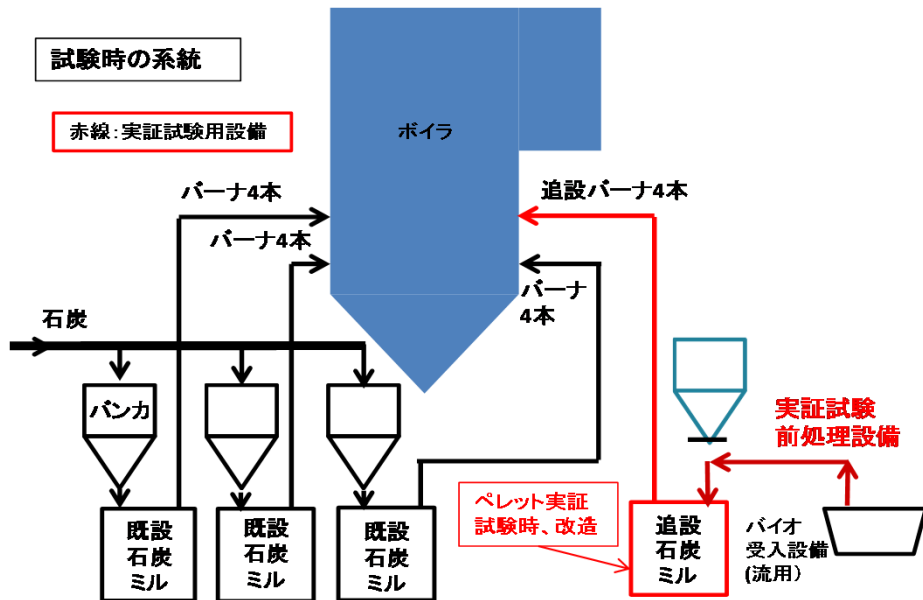 試験時の系統
赤線：実証試験用設備
ボイラ
バーナ4本
バーナ4本
追設バーナ4本
バーナ
4本
石炭
バンカ
実証試験
前処理設備
ペレット実証
試験時、改造
既設
石炭
ミル
既設
石炭
ミル
既設
石炭
ミル
追設
石炭
ミル
バイオ
受入設備
(流用)